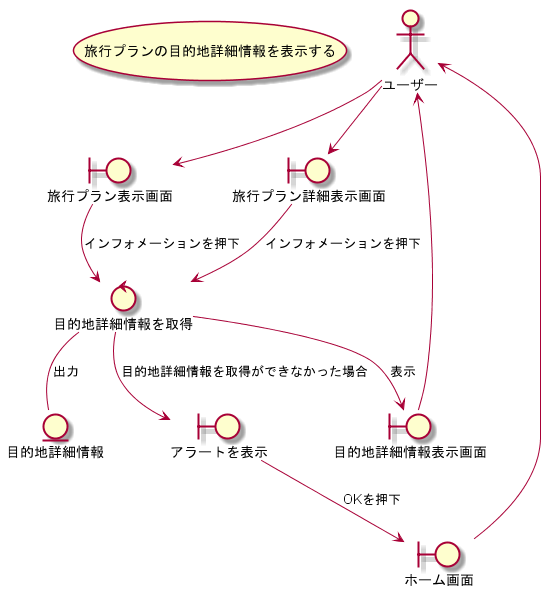 旅行プランの目的地詳細情報を表示する
ユーザー
旅行プラン表示画面
旅行プラン詳細表示画面
インフォメーションを押下
インフォメーションを押下
目的地詳細情報を取得
出力
目的地詳細情報を取得ができなかった場合
表示
目的地詳細情報
アラートを表示
目的地詳細情報表示画面
OKを押下
ホーム画面